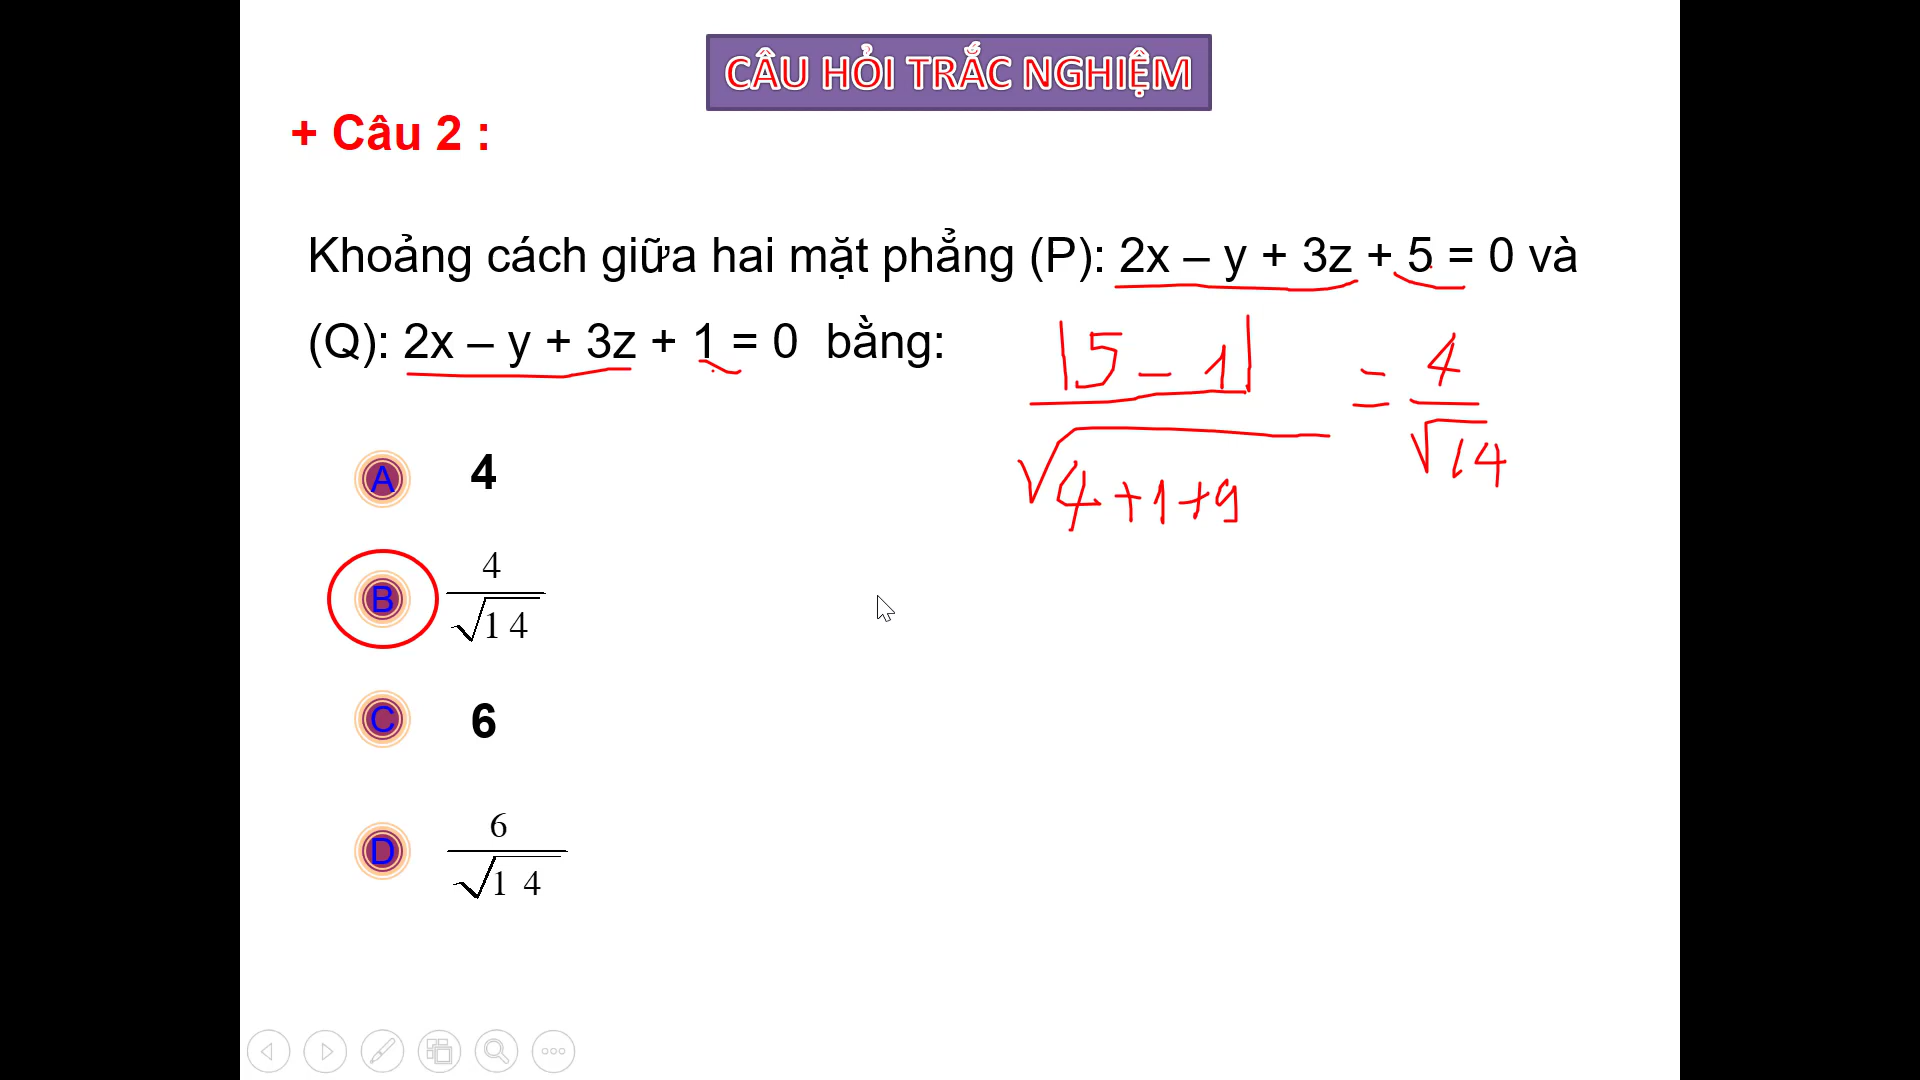 CÂU HỎI TRẮC NGHIỆM
+ Câu 2 :
Khoảng cách giữa hai mặt phẳng (P): 2x – y + 3z + 5 = 0 và
(Q): 2x – y + 3z + 1 = 0 bằng:
|5 - 1| / √(4+1+9) = 4 / √14
A 4
B 4 / √14
C 6
D 6 / √14